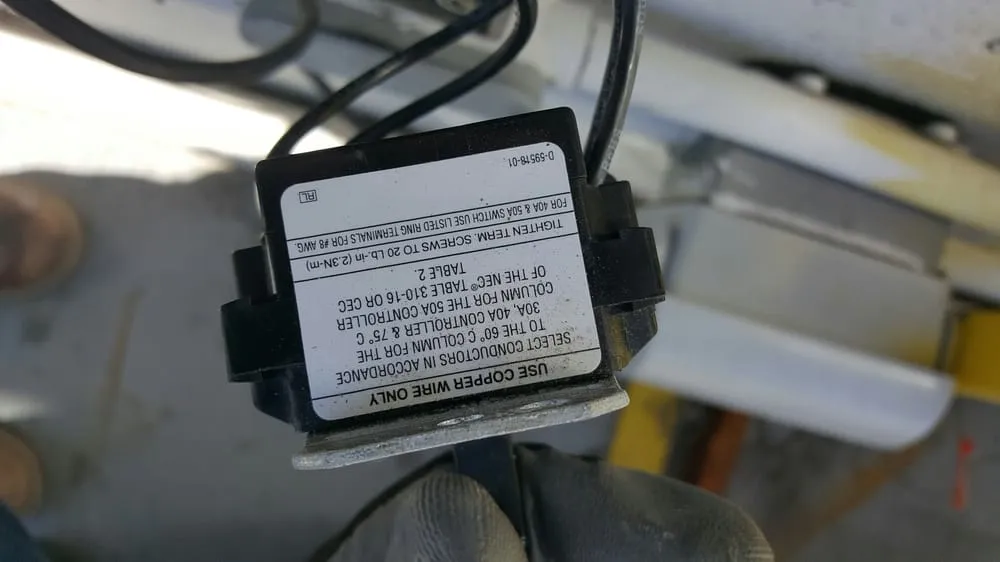 USE COPPER WIRE ONLY
SELECT CONDUCTORS IN ACCORDANCE
TO THE 60° C COLUMN FOR THE
30A, 40A CONTROLLER & 75° C
COLUMN FOR THE 50A CONTROLLER
OF THE NEC® TABLE 310-16 OR CEC
TABLE 2.
TIGHTEN TERM. SCREWS TO 20 Lb.-in (2.3N-m)
FOR 40A & 50A SWITCH USE LISTED RING TERMINALS FOR #8 AWG.
RL
D-59518-01